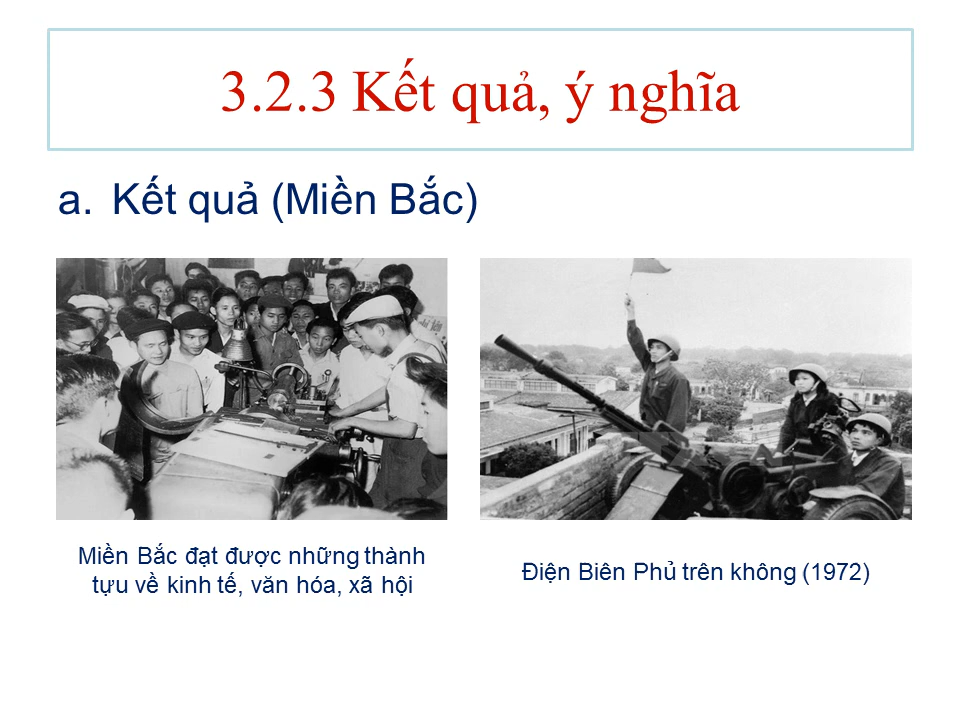 3.2.3 Kết quả, ý nghĩa
a. Kết quả (Miền Bắc)
Miền Bắc đạt được những thành
tựu về kinh tế, văn hóa, xã hội
Điện Biên Phủ trên không (1972)